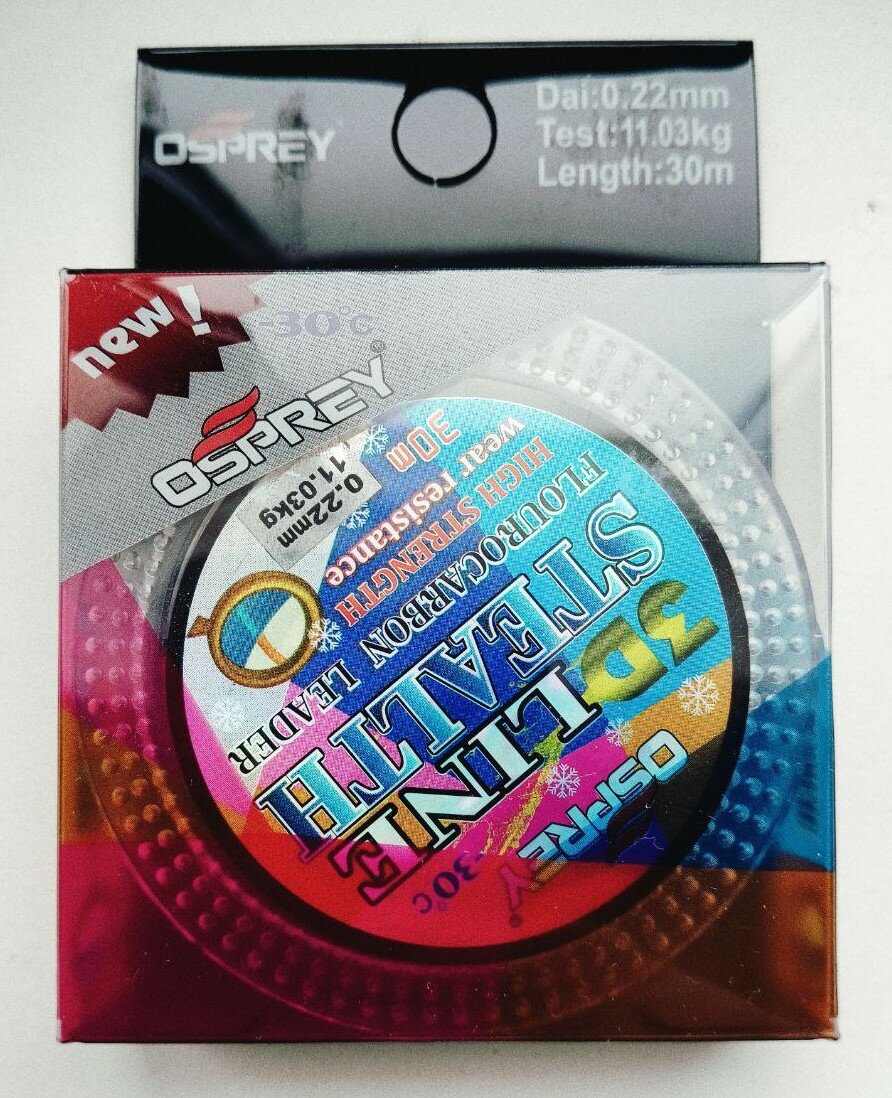 OSPREY
Dai:0.22mm
Test:11.03kg
Length:30m
new!
-30°C
OSPREY®
OSPREY®
-30°C
3D LINE
STEALTH
FLOUROCARBON LEADER
HIGH STRENGTH
wear resistance
30m
0.22mm
11.03kg